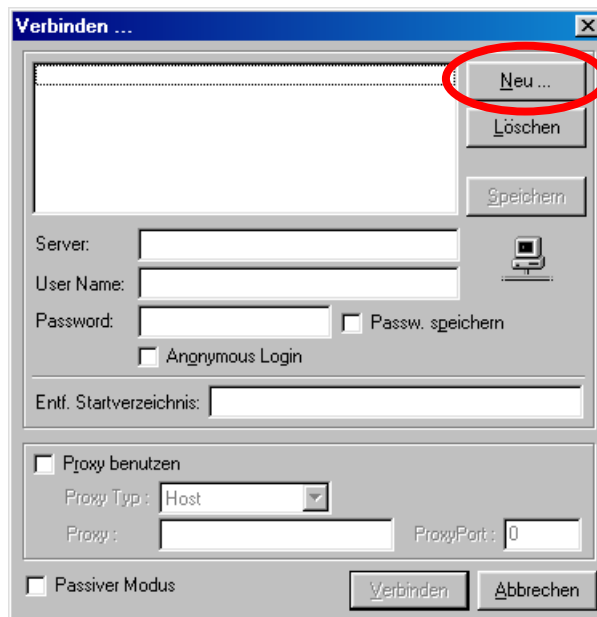 Verbinden ...
Neu ...
Löschen
Speichern
Server:
User Name:
Password:
Passw. speichern
Anonymous Login
Entf. Startverzeichnis:
Proxy benutzen
Proxy Typ : Host
Proxy : ProxyPort : 0
Passiver Modus
Verbinden Abbrechen